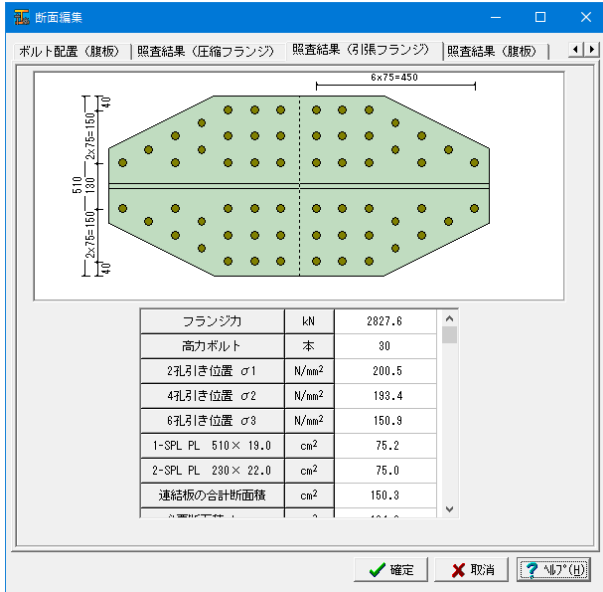 断面編集
ボルト配置（腹板） 照査結果（圧縮フランジ） 照査結果（引張フランジ） 照査結果（腹板）
6x75=450
40
2x75=150
510
130
2x75=150
40
フランジ力 kN 2827.6
高力ボルト 本 30
2孔引き位置 σ1 N/mm² 200.5
4孔引き位置 σ2 N/mm² 193.4
6孔引き位置 σ3 N/mm² 150.9
1-SPL PL 510× 19.0 cm² 75.2
2-SPL PL 230× 22.0 cm² 75.0
連結板の合計断面積 cm² 150.3
確定 取消 ヘルプ(H)